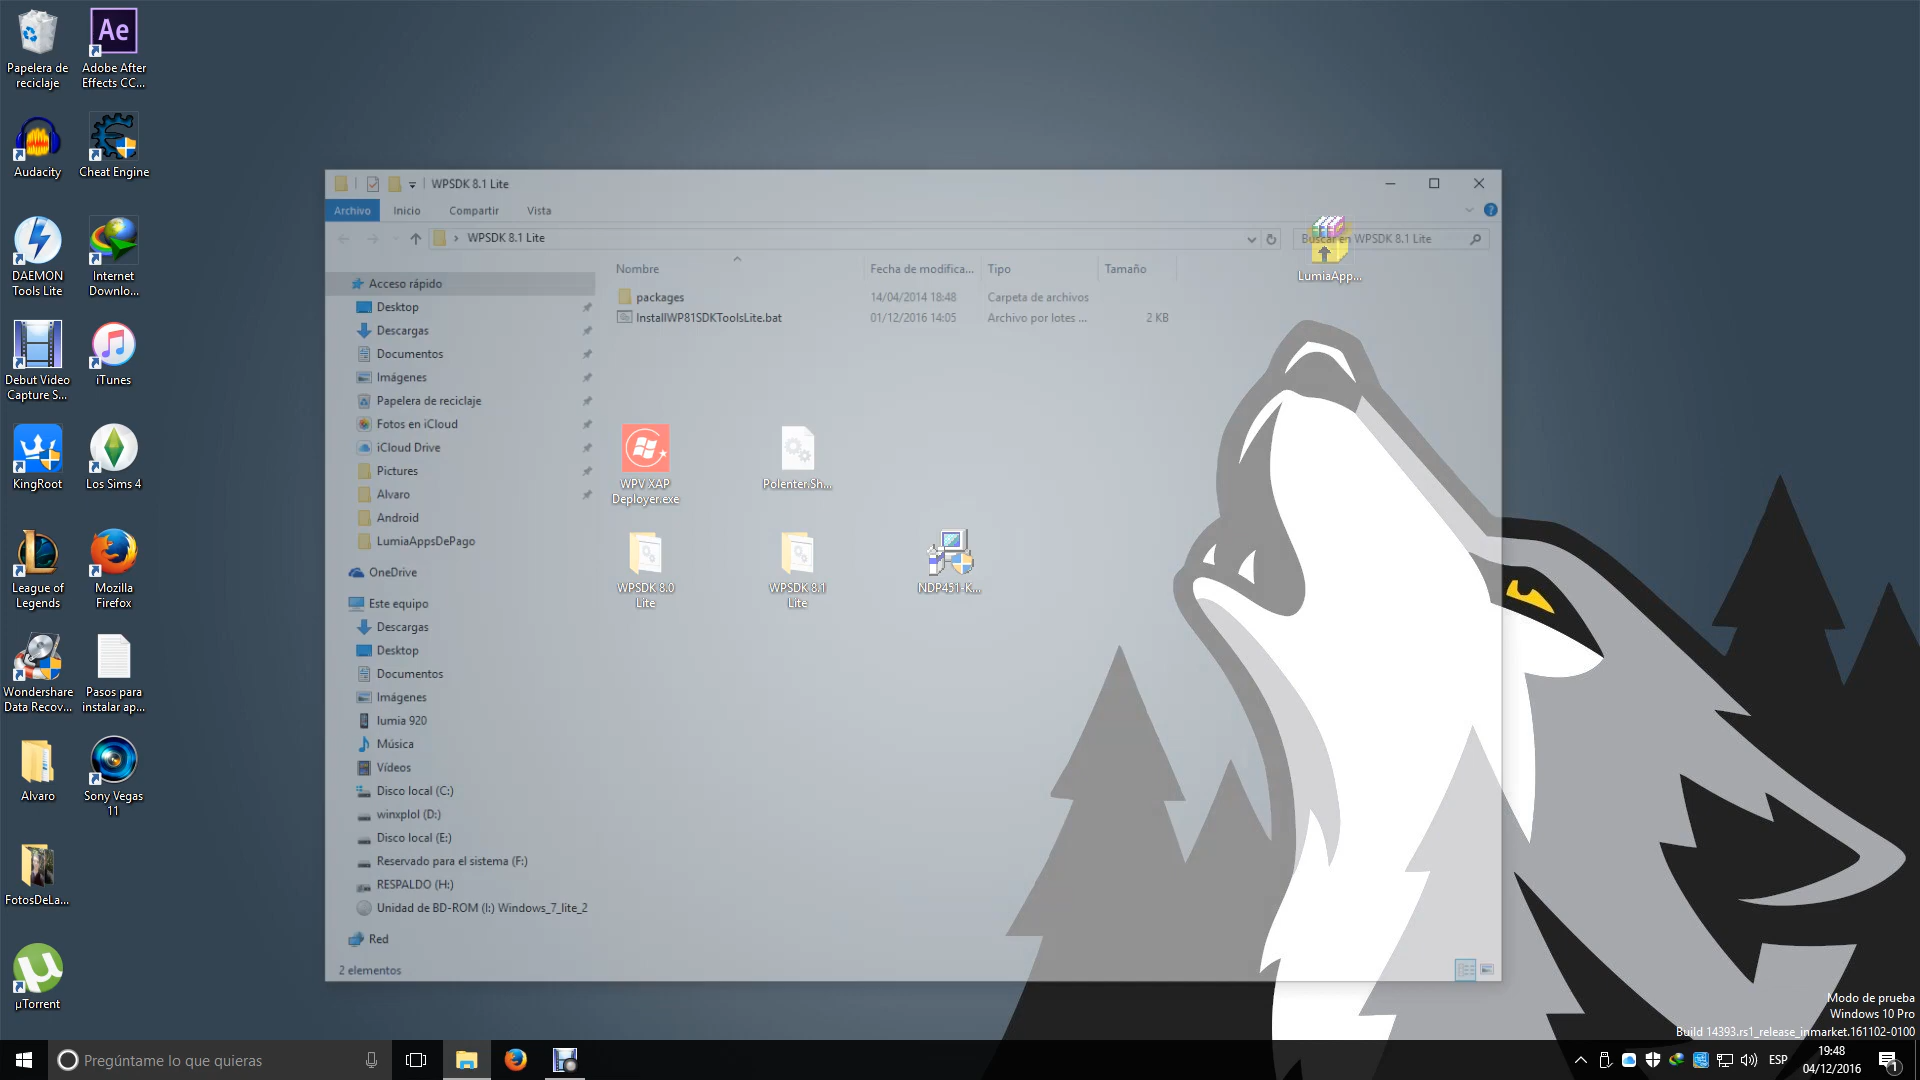 Papelera de
reciclaje
Ae
Adobe After
Effects CC...
Audacity
Cheat Engine
DAEMON
Tools Lite
Internet
Downlo...
Debut Video
Capture S...
iTunes
KingRoot
Los Sims 4
League of
Legends
Mozilla
Firefox
Wondershare
Data Recov...
Pasos para
instalar ap...
Alvaro
Sony Vegas
11
FotosDeLa...
µTorrent
WPSDK 8.1 Lite
Archivo
Inicio
Compartir
Vista
WPSDK 8.1 Lite
Buscar en WPSDK 8.1 Lite
LumiaApp...
Nombre
Fecha de modifica...
Tipo
Tamaño
packages
14/04/2014 18:48
Carpeta de archivos
InstallWP81SDKToolsLite.bat
01/12/2016 14:05
Archivo por lotes ...
2 KB
Acceso rápido
Desktop
Descargas
Documentos
Imágenes
Papelera de reciclaje
Fotos en iCloud
iCloud Drive
Pictures
Alvaro
Android
LumiaAppsDePago
OneDrive
Este equipo
Descargas
Desktop
Documentos
Imágenes
lumia 920
Música
Vídeos
Disco local (C:)
winxplol (D:)
Disco local (E:)
Reservado para el sistema (F:)
RESPALDO (H:)
Unidad de BD-ROM (I:) Windows_7_lite_2
Red
2 elementos
WPV XAP
Deployer.exe
Polenter.Sh...
WPSDK 8.0
Lite
WPSDK 8.1
Lite
NDP451-K...
Modo de prueba
Windows 10 Pro
Build 14393.rs1_release_inmarket.161102-0100
Pregúntame lo que quieras
ESP
19:48
04/12/2016
1